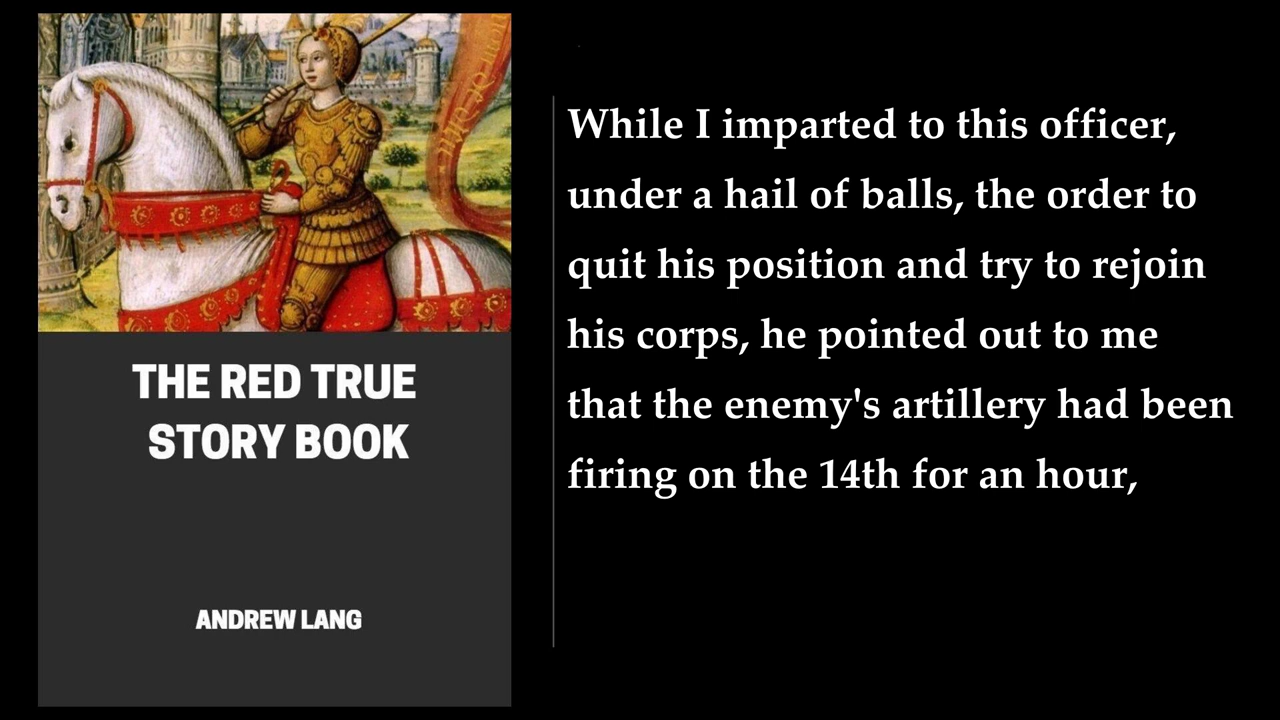 THE RED TRUE
STORY BOOK
ANDREW LANG
While I imparted to this officer,
under a hail of balls, the order to
quit his position and try to rejoin
his corps, he pointed out to me
that the enemy's artillery had been
firing on the 14th for an hour,